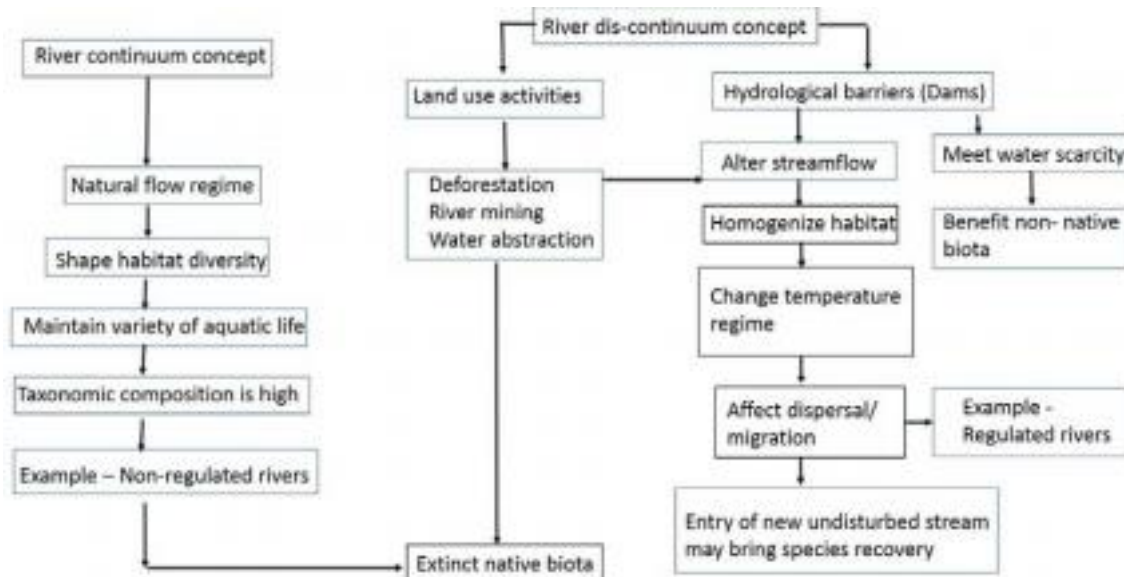 River continuum concept
Natural flow regime
Shape habitat diversity
Maintain variety of aquatic life
Taxonomic composition is high
Example – Non-regulated rivers
River dis-continuum concept
Land use activities
Deforestation
River mining
Water abstraction
Extinct native biota
Hydrological barriers (Dams)
Alter streamflow
Homogenize habitat
Change temperature
regime
Affect dispersal/
migration
Entry of new undisturbed stream
may bring species recovery
Meet water scarcity
Benefit non- native
biota
Example -
Regulated rivers